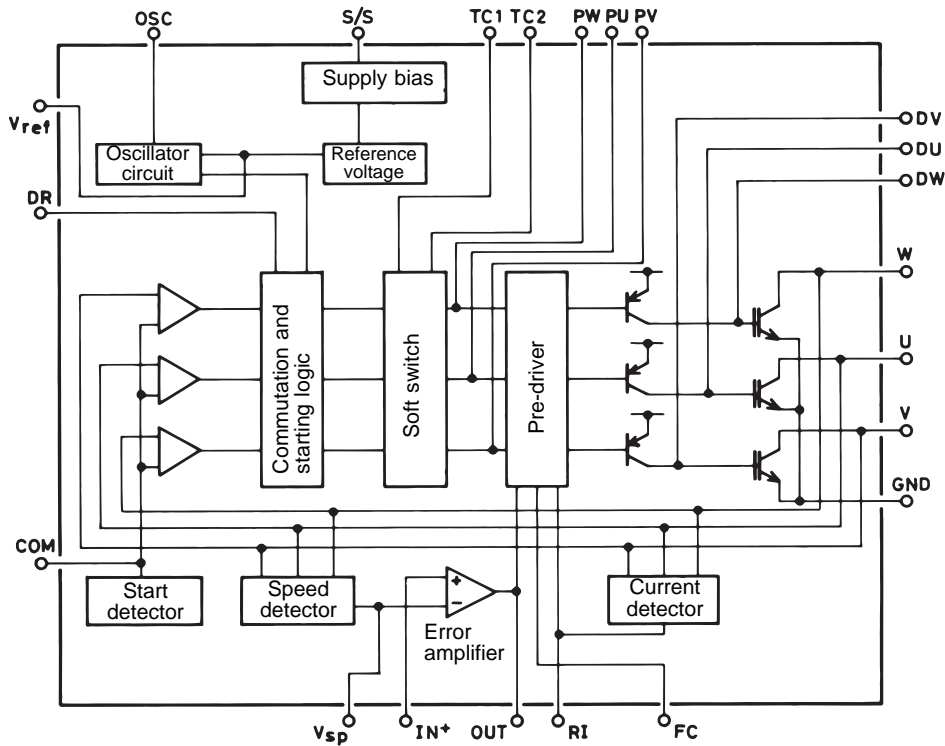 OSC S/S TC1 TC2 PW PU PV
Supply bias
Vref
DV
Oscillator
circuit
Reference
voltage
DU
DW
DR
W
Commutation and
starting logic
Soft switch
Pre-driver
U
V
GND
COM
Start
detector
Speed
detector
+
−
Error
amplifier
Current
detector
Vsp IN+ OUT RI FC